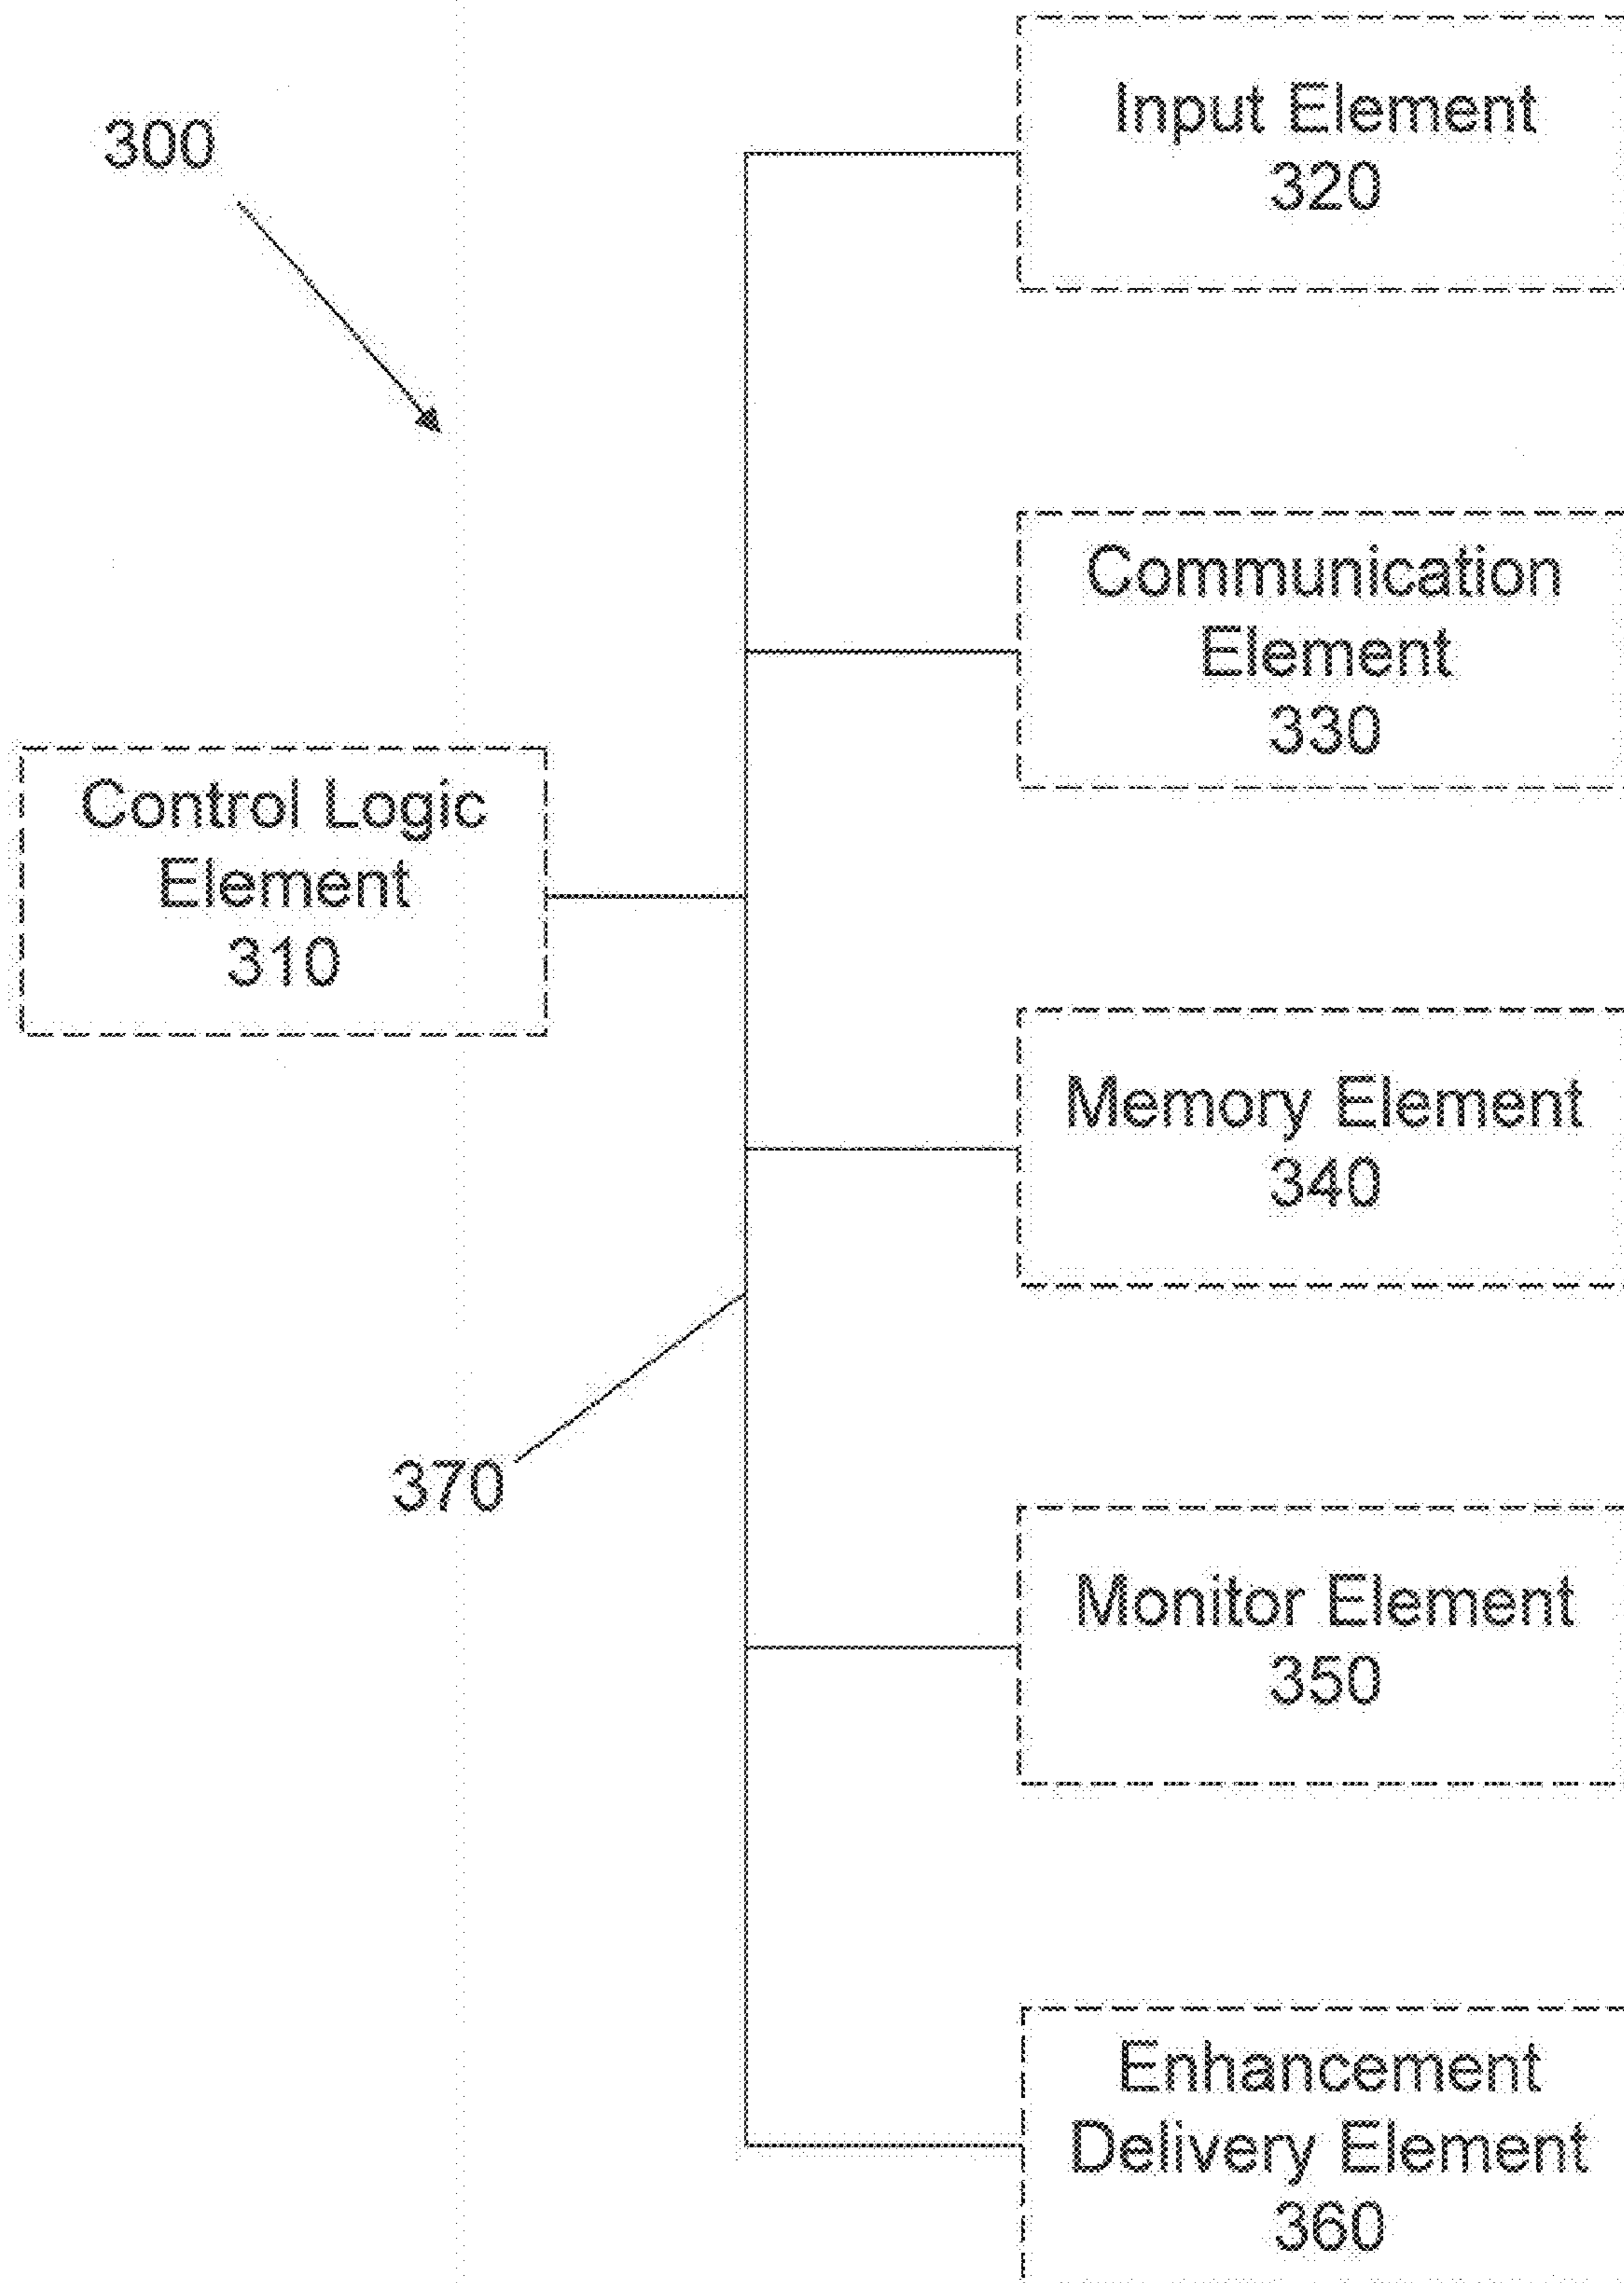 300
Input Element
320
Communication
Element
330
Control Logic
Element
310
Memory Element
340
370
Monitor Element
350
Enhancement
Delivery Element
360